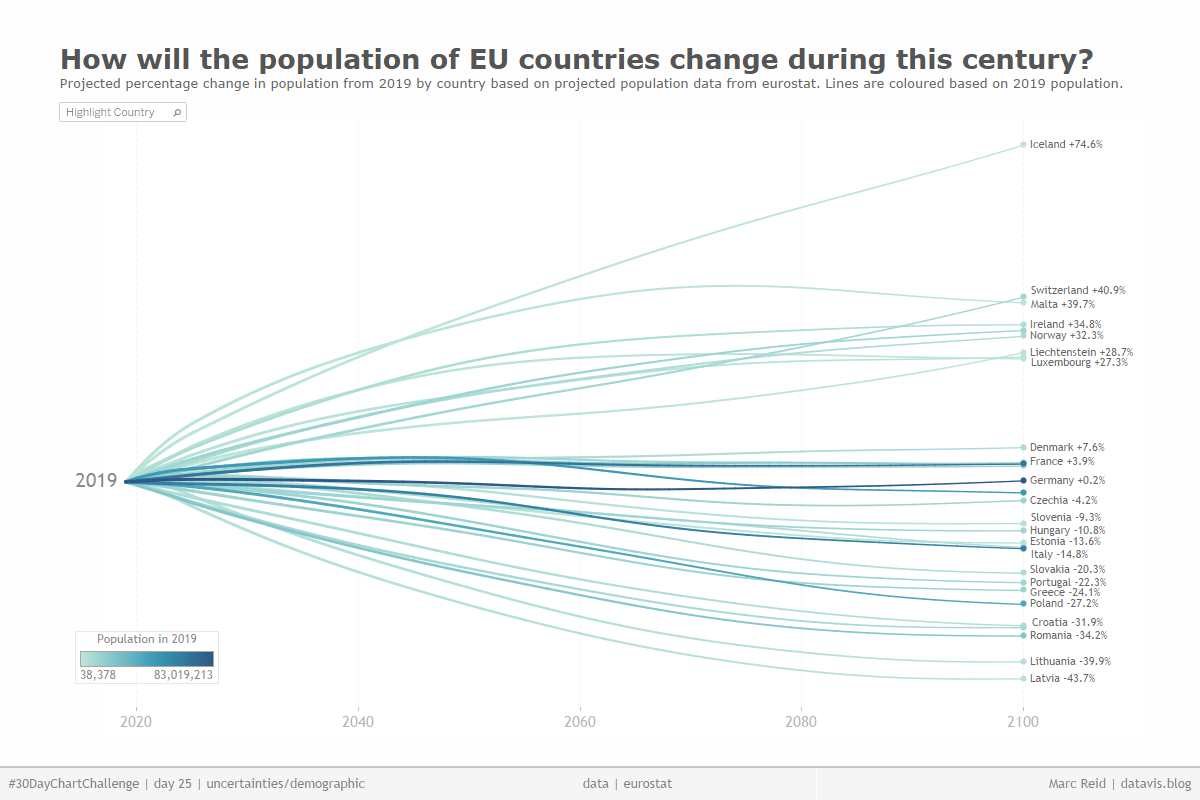 How will the population of EU countries change during this century?
Projected percentage change in population from 2019 by country based on projected population data from eurostat. Lines are coloured based on 2019 population.
Highlight Country
Iceland +74.6%
Switzerland +40.9%
Malta +39.7%
Ireland +34.8%
Norway +32.3%
Liechtenstein +28.7%
Luxembourg +27.3%
Denmark +7.6%
France +3.9%
2019
Germany +0.2%
Czechia -4.2%
Slovenia -9.3%
Hungary -10.8%
Estonia -13.6%
Italy -14.8%
Slovakia -20.3%
Portugal -22.3%
Greece -24.1%
Poland -27.2%
Croatia -31.9%
Romania -34.2%
Lithuania -39.9%
Latvia -43.7%
Population in 2019
38,378 83,019,213
2020 2040 2060 2080 2100
#30DayChartChallenge | day 25 | uncertainties/demographic data | eurostat Marc Reid | datavis.blog